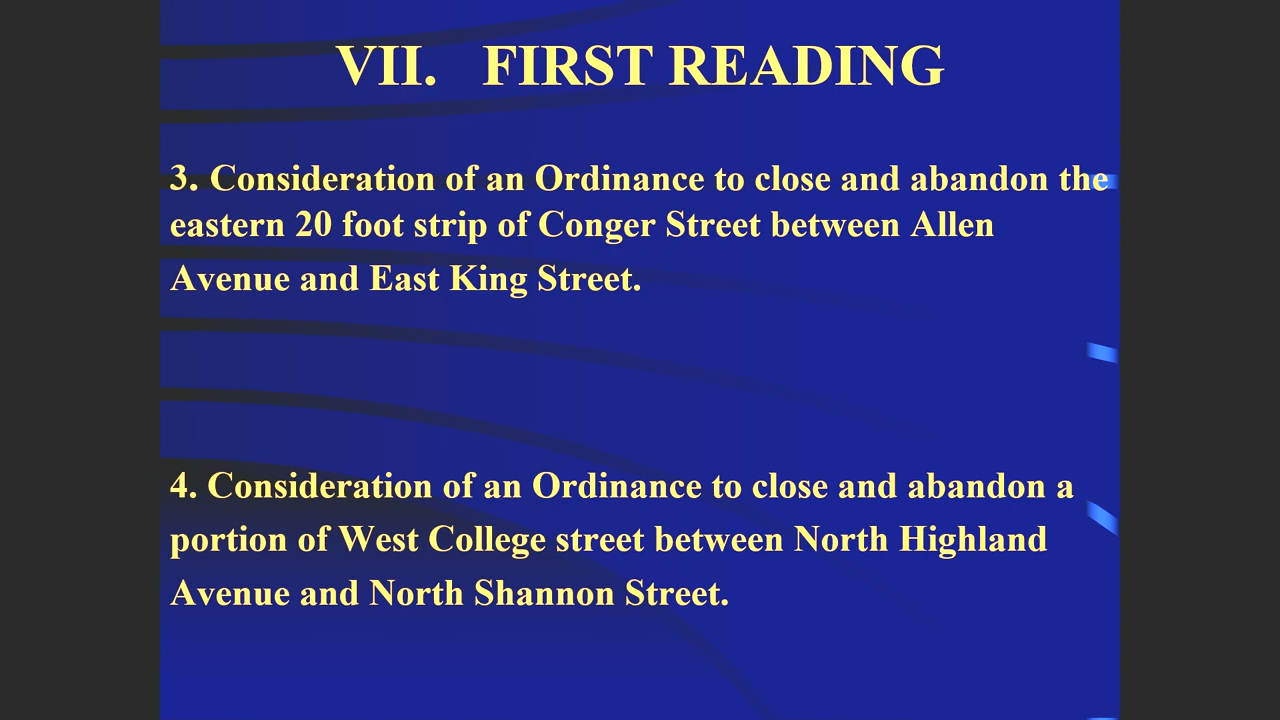 VII. FIRST READING
3. Consideration of an Ordinance to close and abandon the
eastern 20 foot strip of Conger Street between Allen
Avenue and East King Street.
4. Consideration of an Ordinance to close and abandon a
portion of West College street between North Highland
Avenue and North Shannon Street.